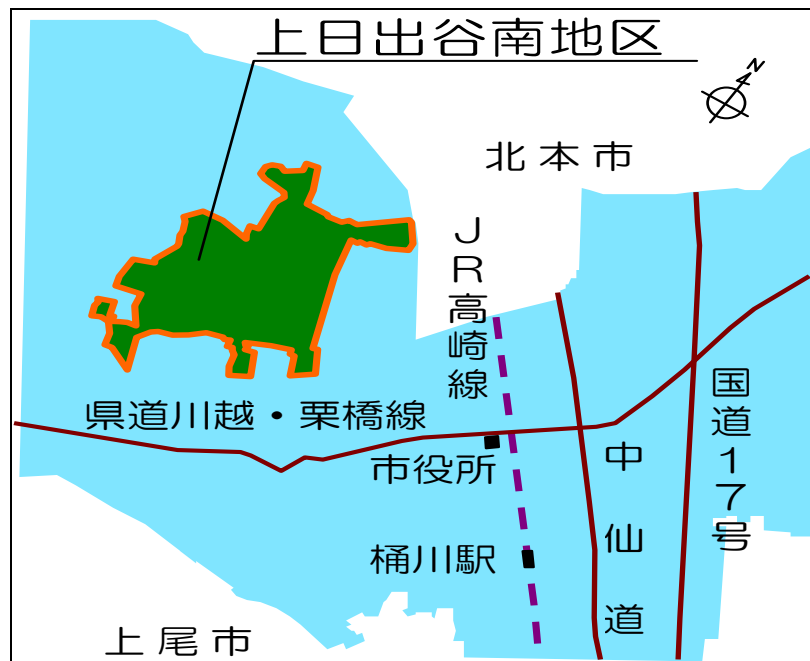 上日出谷南地区
N
北本市
JR高崎線
県道川越・栗橋線
国道17号
市役所
中仙道
桶川駅
上尾市